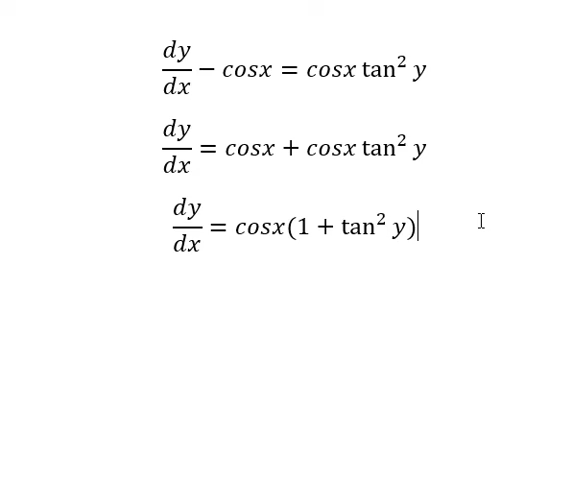 dy/dx − cosx = cosx tan² y
dy/dx = cosx + cosx tan² y
dy/dx = cosx(1 + tan² y)